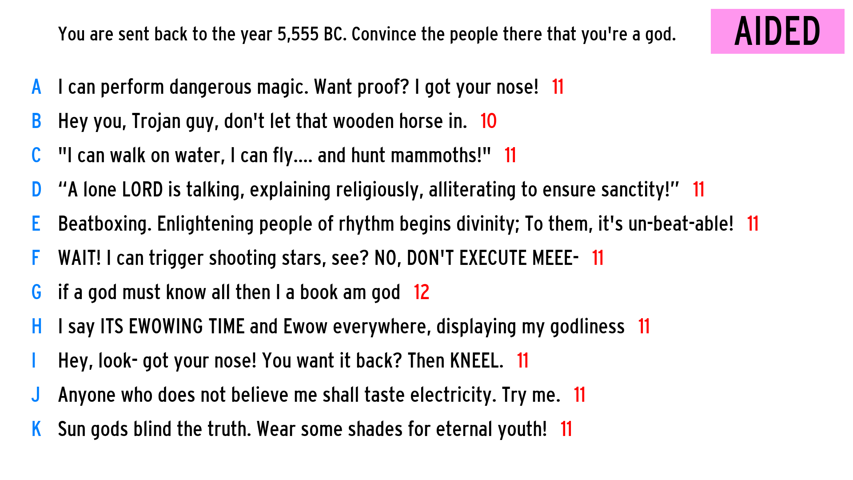 You are sent back to the year 5,555 BC. Convince the people there that you're a god.
AIDED
A I can perform dangerous magic. Want proof? I got your nose! 11
B Hey you, Trojan guy, don't let that wooden horse in. 10
C "I can walk on water, I can fly.... and hunt mammoths!" 11
D “A lone LORD is talking, explaining religiously, alliterating to ensure sanctity!” 11
E Beatboxing. Enlightening people of rhythm begins divinity; To them, it's un-beat-able! 11
F WAIT! I can trigger shooting stars, see? NO, DON'T EXECUTE MEEE- 11
G if a god must know all then I a book am god 12
H I say ITS EWOWING TIME and Ewow everywhere, displaying my godliness 11
I Hey, look- got your nose! You want it back? Then KNEEL. 11
J Anyone who does not believe me shall taste electricity. Try me. 11
K Sun gods blind the truth. Wear some shades for eternal youth! 11